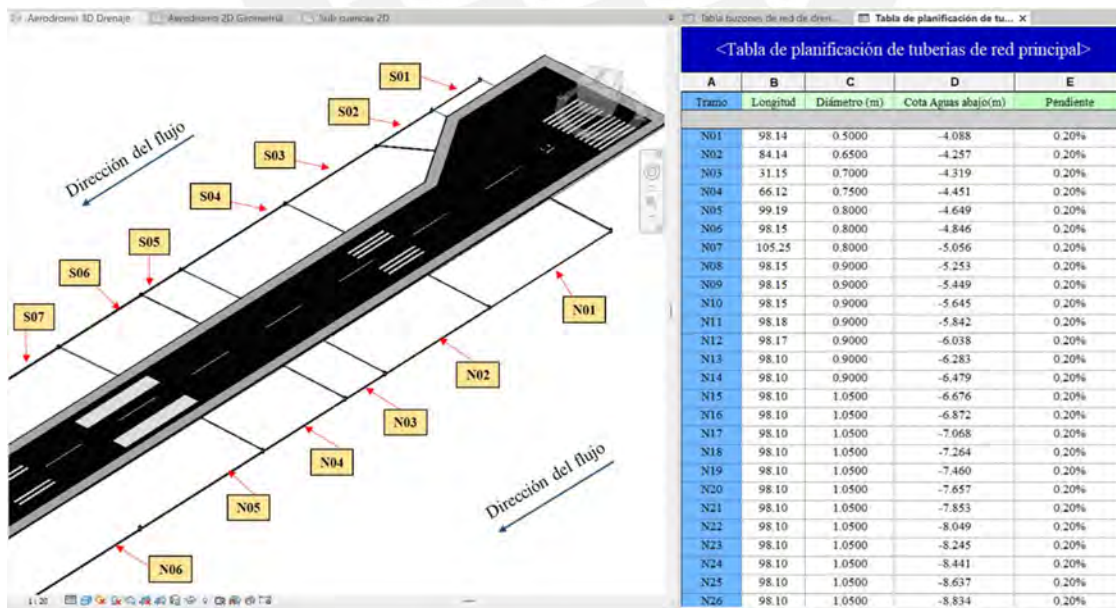 Aerodromo 3D Drenaje Aerodromo 2D Geometria Sub cuencas 2D
Tabla buzones de red de dren... Tabla de planificación de tu... X
S01
S02
S03
S04
S05
S06
S07
Dirección del flujo
N01
N02
N03
N04
N05
N06
Dirección del flujo
1:20
<Tabla de planificación de tuberias de red principal>
A B C D E
Tramo Longitud Diámetro (m) Cota Aguas abajo(m) Pendiente
N01 98.14 0.5000 -4.088 0.20%
N02 84.14 0.6500 -4.257 0.20%
N03 31.15 0.7000 -4.319 0.20%
N04 66.12 0.7500 -4.451 0.20%
N05 99.19 0.8000 -4.649 0.20%
N06 98.15 0.8000 -4.846 0.20%
N07 105.25 0.8000 -5.056 0.20%
N08 98.15 0.9000 -5.253 0.20%
N09 98.15 0.9000 -5.449 0.20%
N10 98.15 0.9000 -5.645 0.20%
N11 98.18 0.9000 -5.842 0.20%
N12 98.17 0.9000 -6.038 0.20%
N13 98.10 0.9000 -6.283 0.20%
N14 98.10 0.9000 -6.479 0.20%
N15 98.10 1.0500 -6.676 0.20%
N16 98.10 1.0500 -6.872 0.20%
N17 98.10 1.0500 -7.068 0.20%
N18 98.10 1.0500 -7.264 0.20%
N19 98.10 1.0500 -7.460 0.20%
N20 98.10 1.0500 -7.657 0.20%
N21 98.10 1.0500 -7.853 0.20%
N22 98.10 1.0500 -8.049 0.20%
N23 98.10 1.0500 -8.245 0.20%
N24 98.10 1.0500 -8.441 0.20%
N25 98.10 1.0500 -8.637 0.20%
N26 98.10 1.0500 -8.834 0.20%